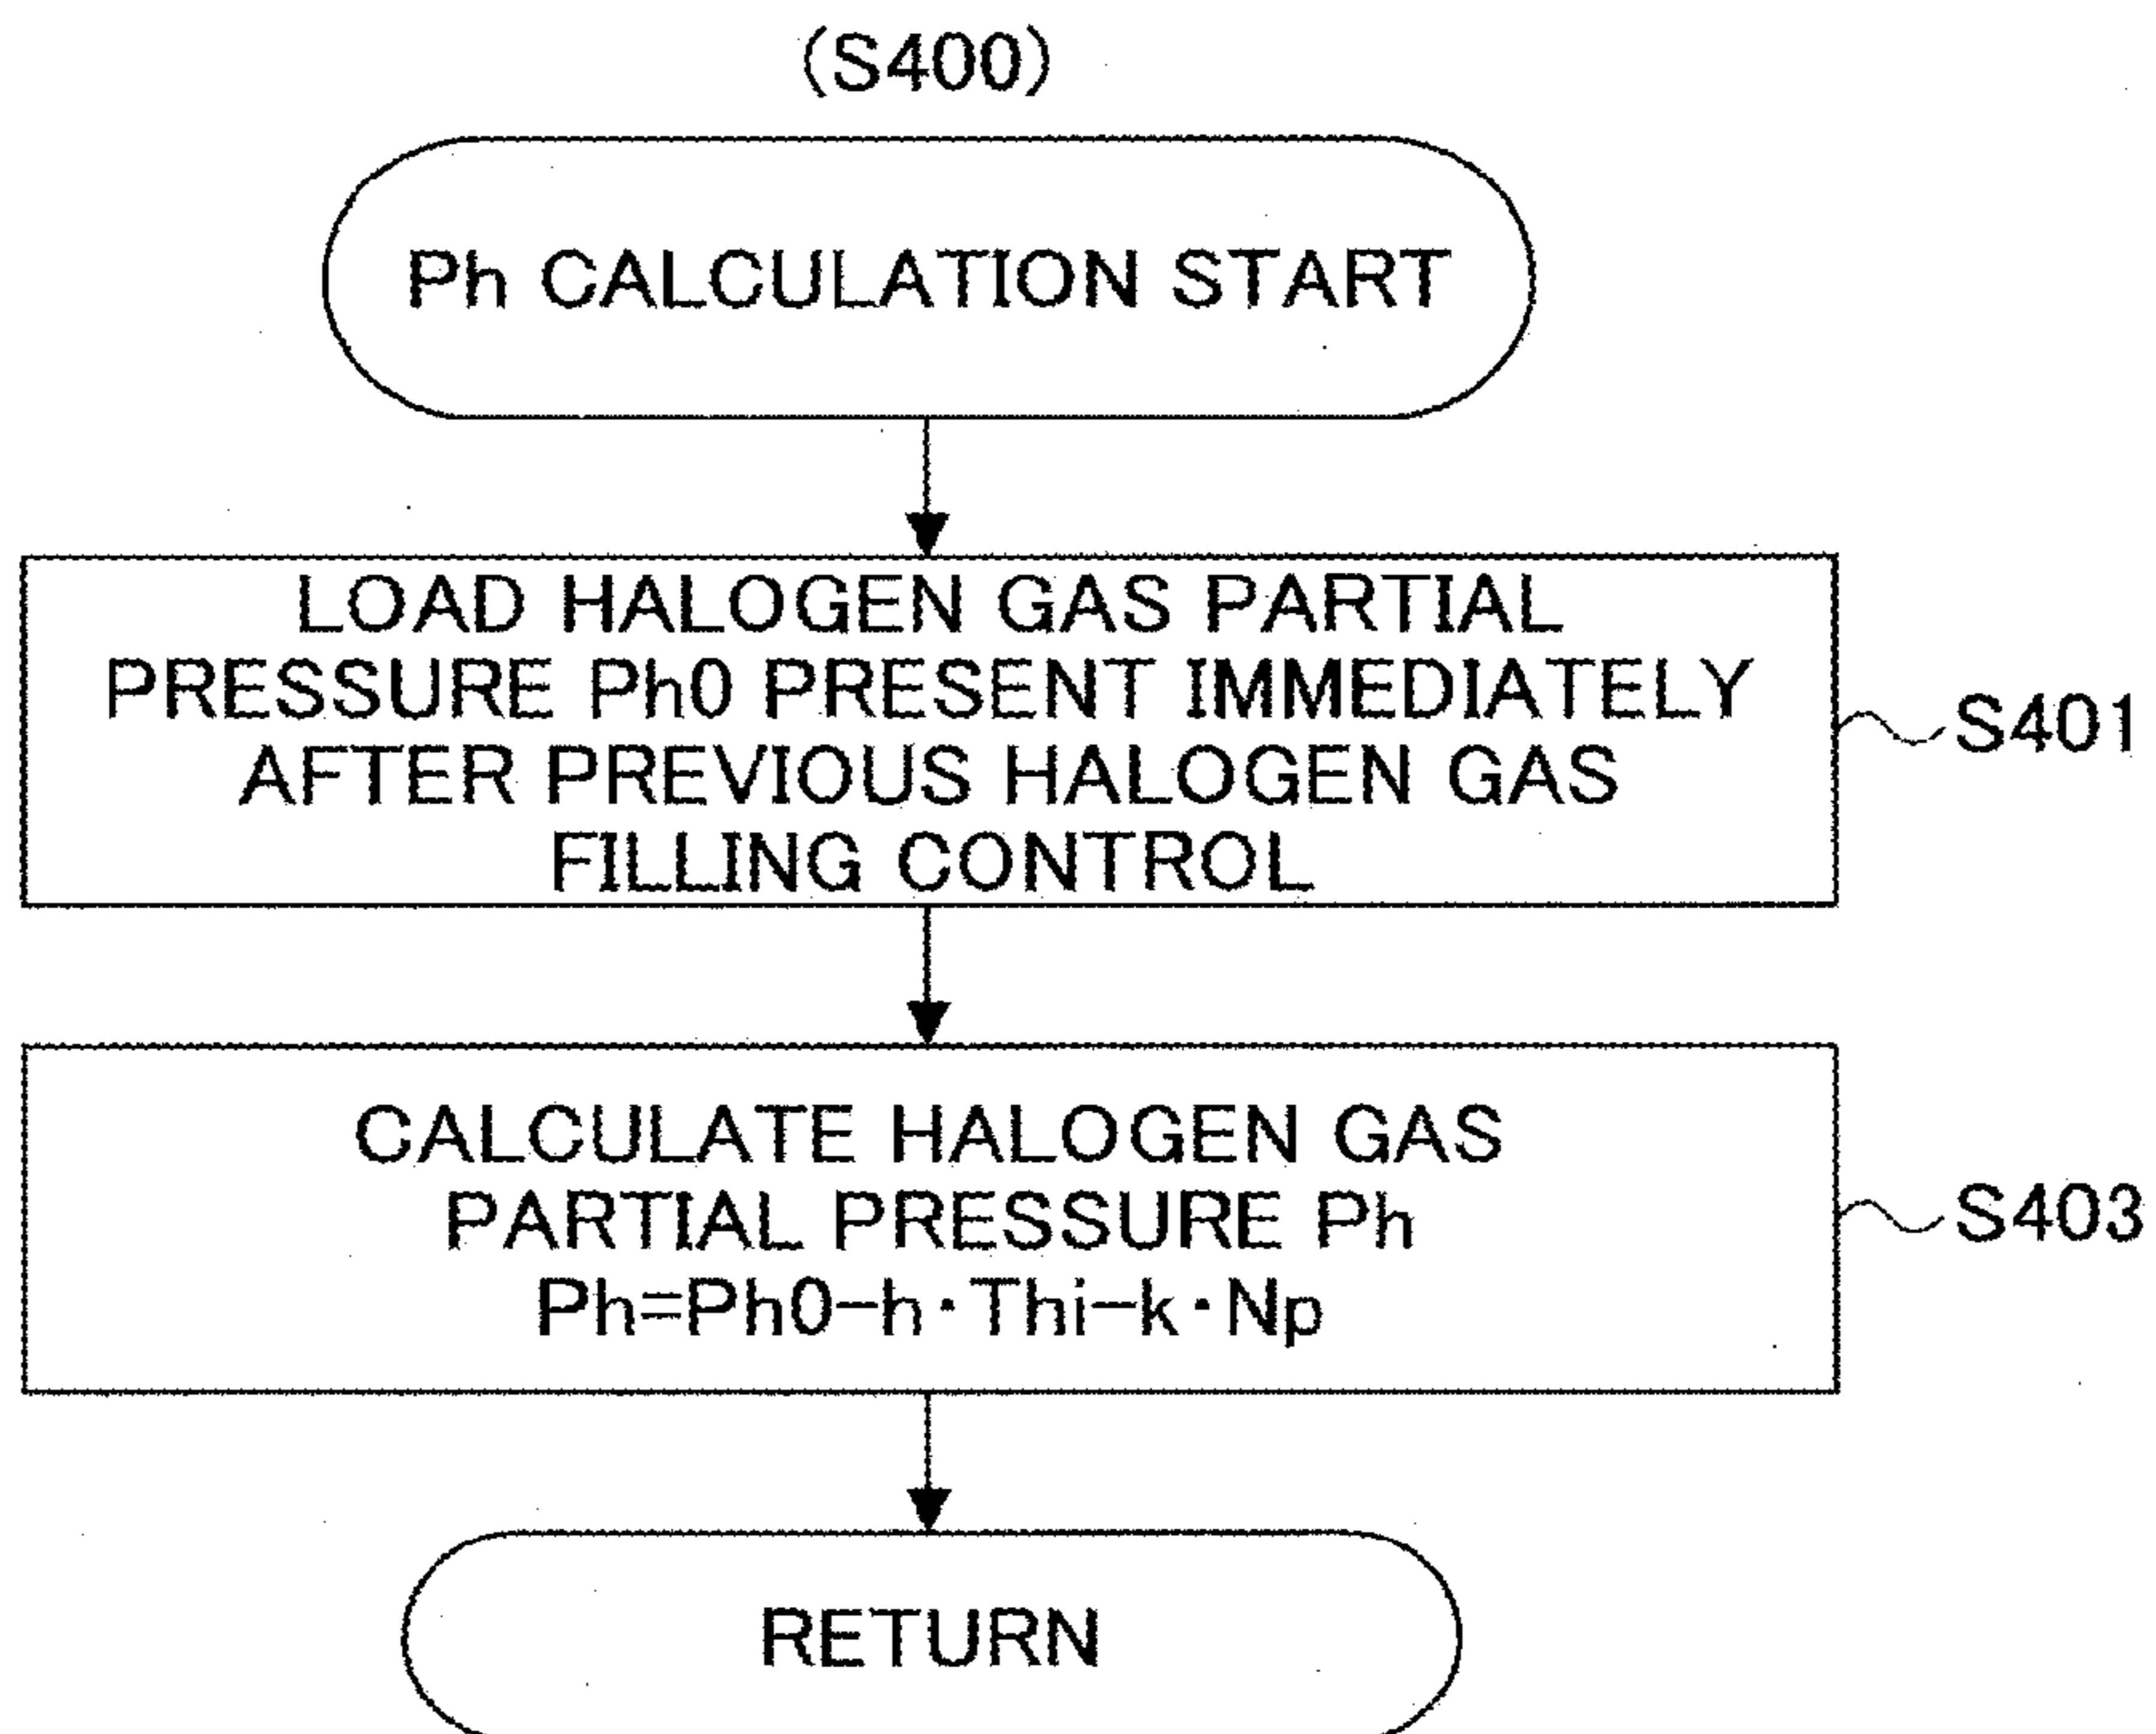 (S400)
Ph CALCULATION START
LOAD HALOGEN GAS PARTIAL
PRESSURE Ph0 PRESENT IMMEDIATELY
AFTER PREVIOUS HALOGEN GAS
FILLING CONTROL
S401
CALCULATE HALOGEN GAS
PARTIAL PRESSURE Ph
Ph=Ph0-h·Thi-k·Np
S403
RETURN